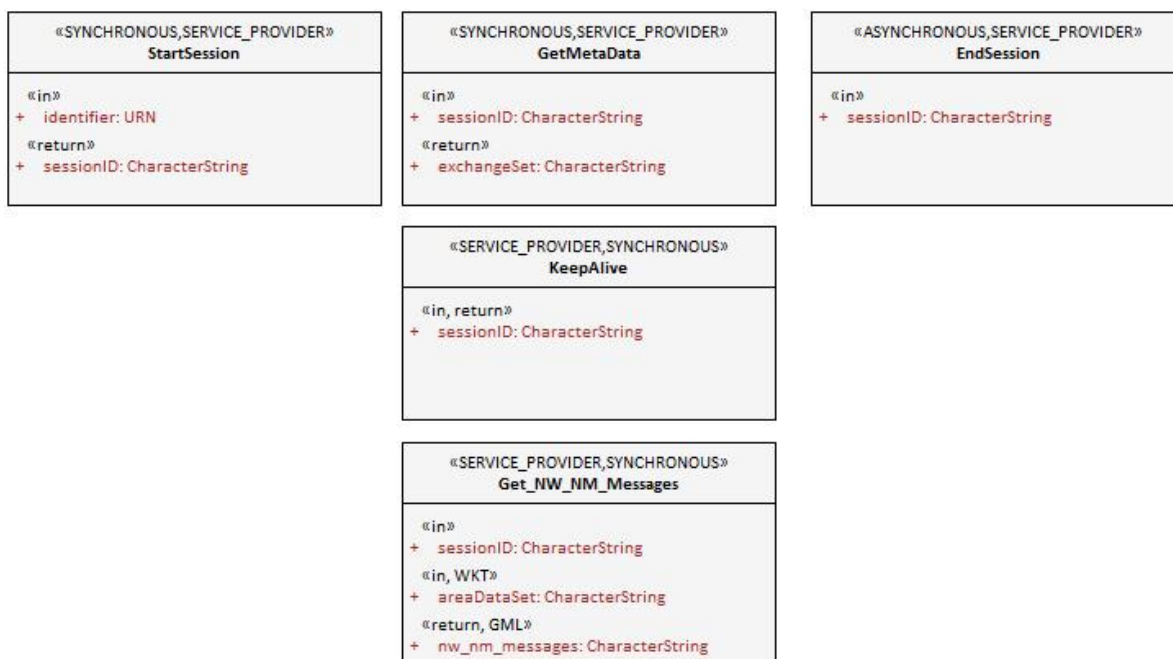 «SYNCHRONOUS,SERVICE_PROVIDER»
StartSession
«in»
+ identifier: URN
«return»
+ sessionID: CharacterString
«SYNCHRONOUS,SERVICE_PROVIDER»
GetMetaData
«in»
+ sessionID: CharacterString
«return»
+ exchangeSet: CharacterString
«ASYNCHRONOUS,SERVICE_PROVIDER»
EndSession
«in»
+ sessionID: CharacterString
«SERVICE_PROVIDER,SYNCHRONOUS»
KeepAlive
«in, return»
+ sessionID: CharacterString
«SERVICE_PROVIDER,SYNCHRONOUS»
Get_NW_NM_Messages
«in»
+ sessionID: CharacterString
«in, WKT»
+ areaDataSet: CharacterString
«return, GML»
+ nw_nm_messages: CharacterString